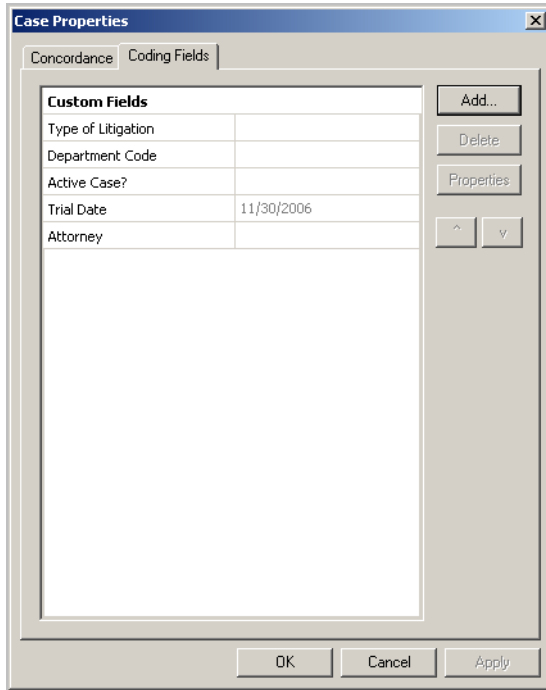 Case Properties
Concordance Coding Fields
Custom Fields
Add...
Type of Litigation
Delete
Department Code
Active Case?
Properties
Trial Date 11/30/2006
Attorney
^ v
OK Cancel Apply